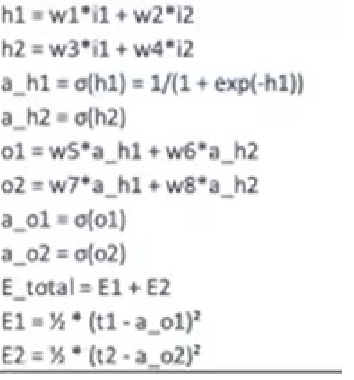 h1 = w1*i1 + w2*i2
h2 = w3*i1 + w4*i2
a_h1 = σ(h1) = 1/(1 + exp(-h1))
a_h2 = σ(h2)
o1 = w5*a_h1 + w6*a_h2
o2 = w7*a_h1 + w8*a_h2
a_o1 = σ(o1)
a_o2 = σ(o2)
E_total = E1 + E2
E1 = ½ * (t1 - a_o1)²
E2 = ½ * (t2 - a_o2)²